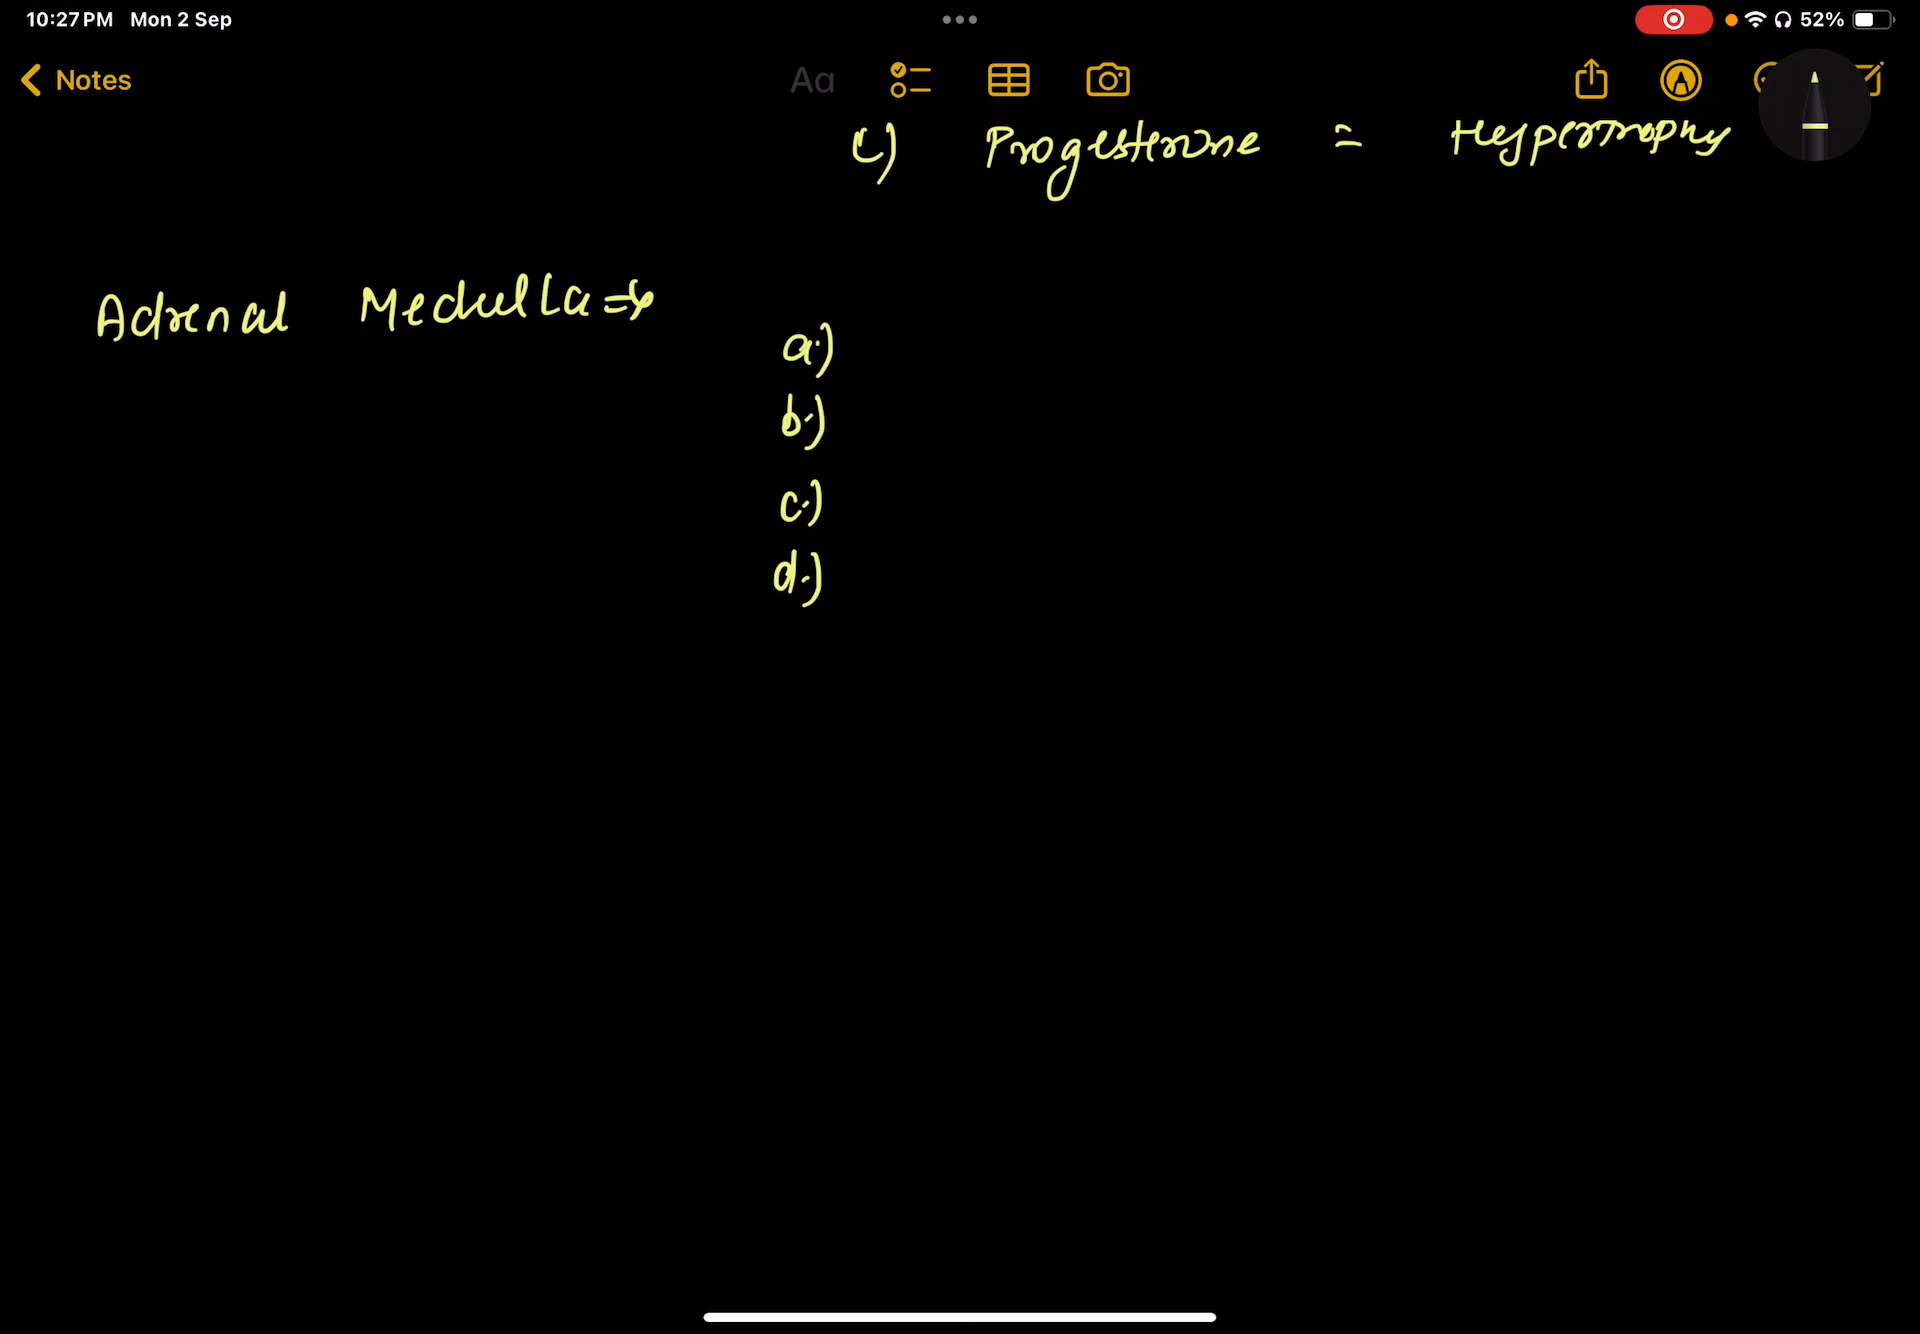 10:27 PM Mon 2 Sep 52%
Notes Aa
c) Progesterone = Hypertrophy
Adrenal Medulla =>
a.)
b.)
c.)
d.)